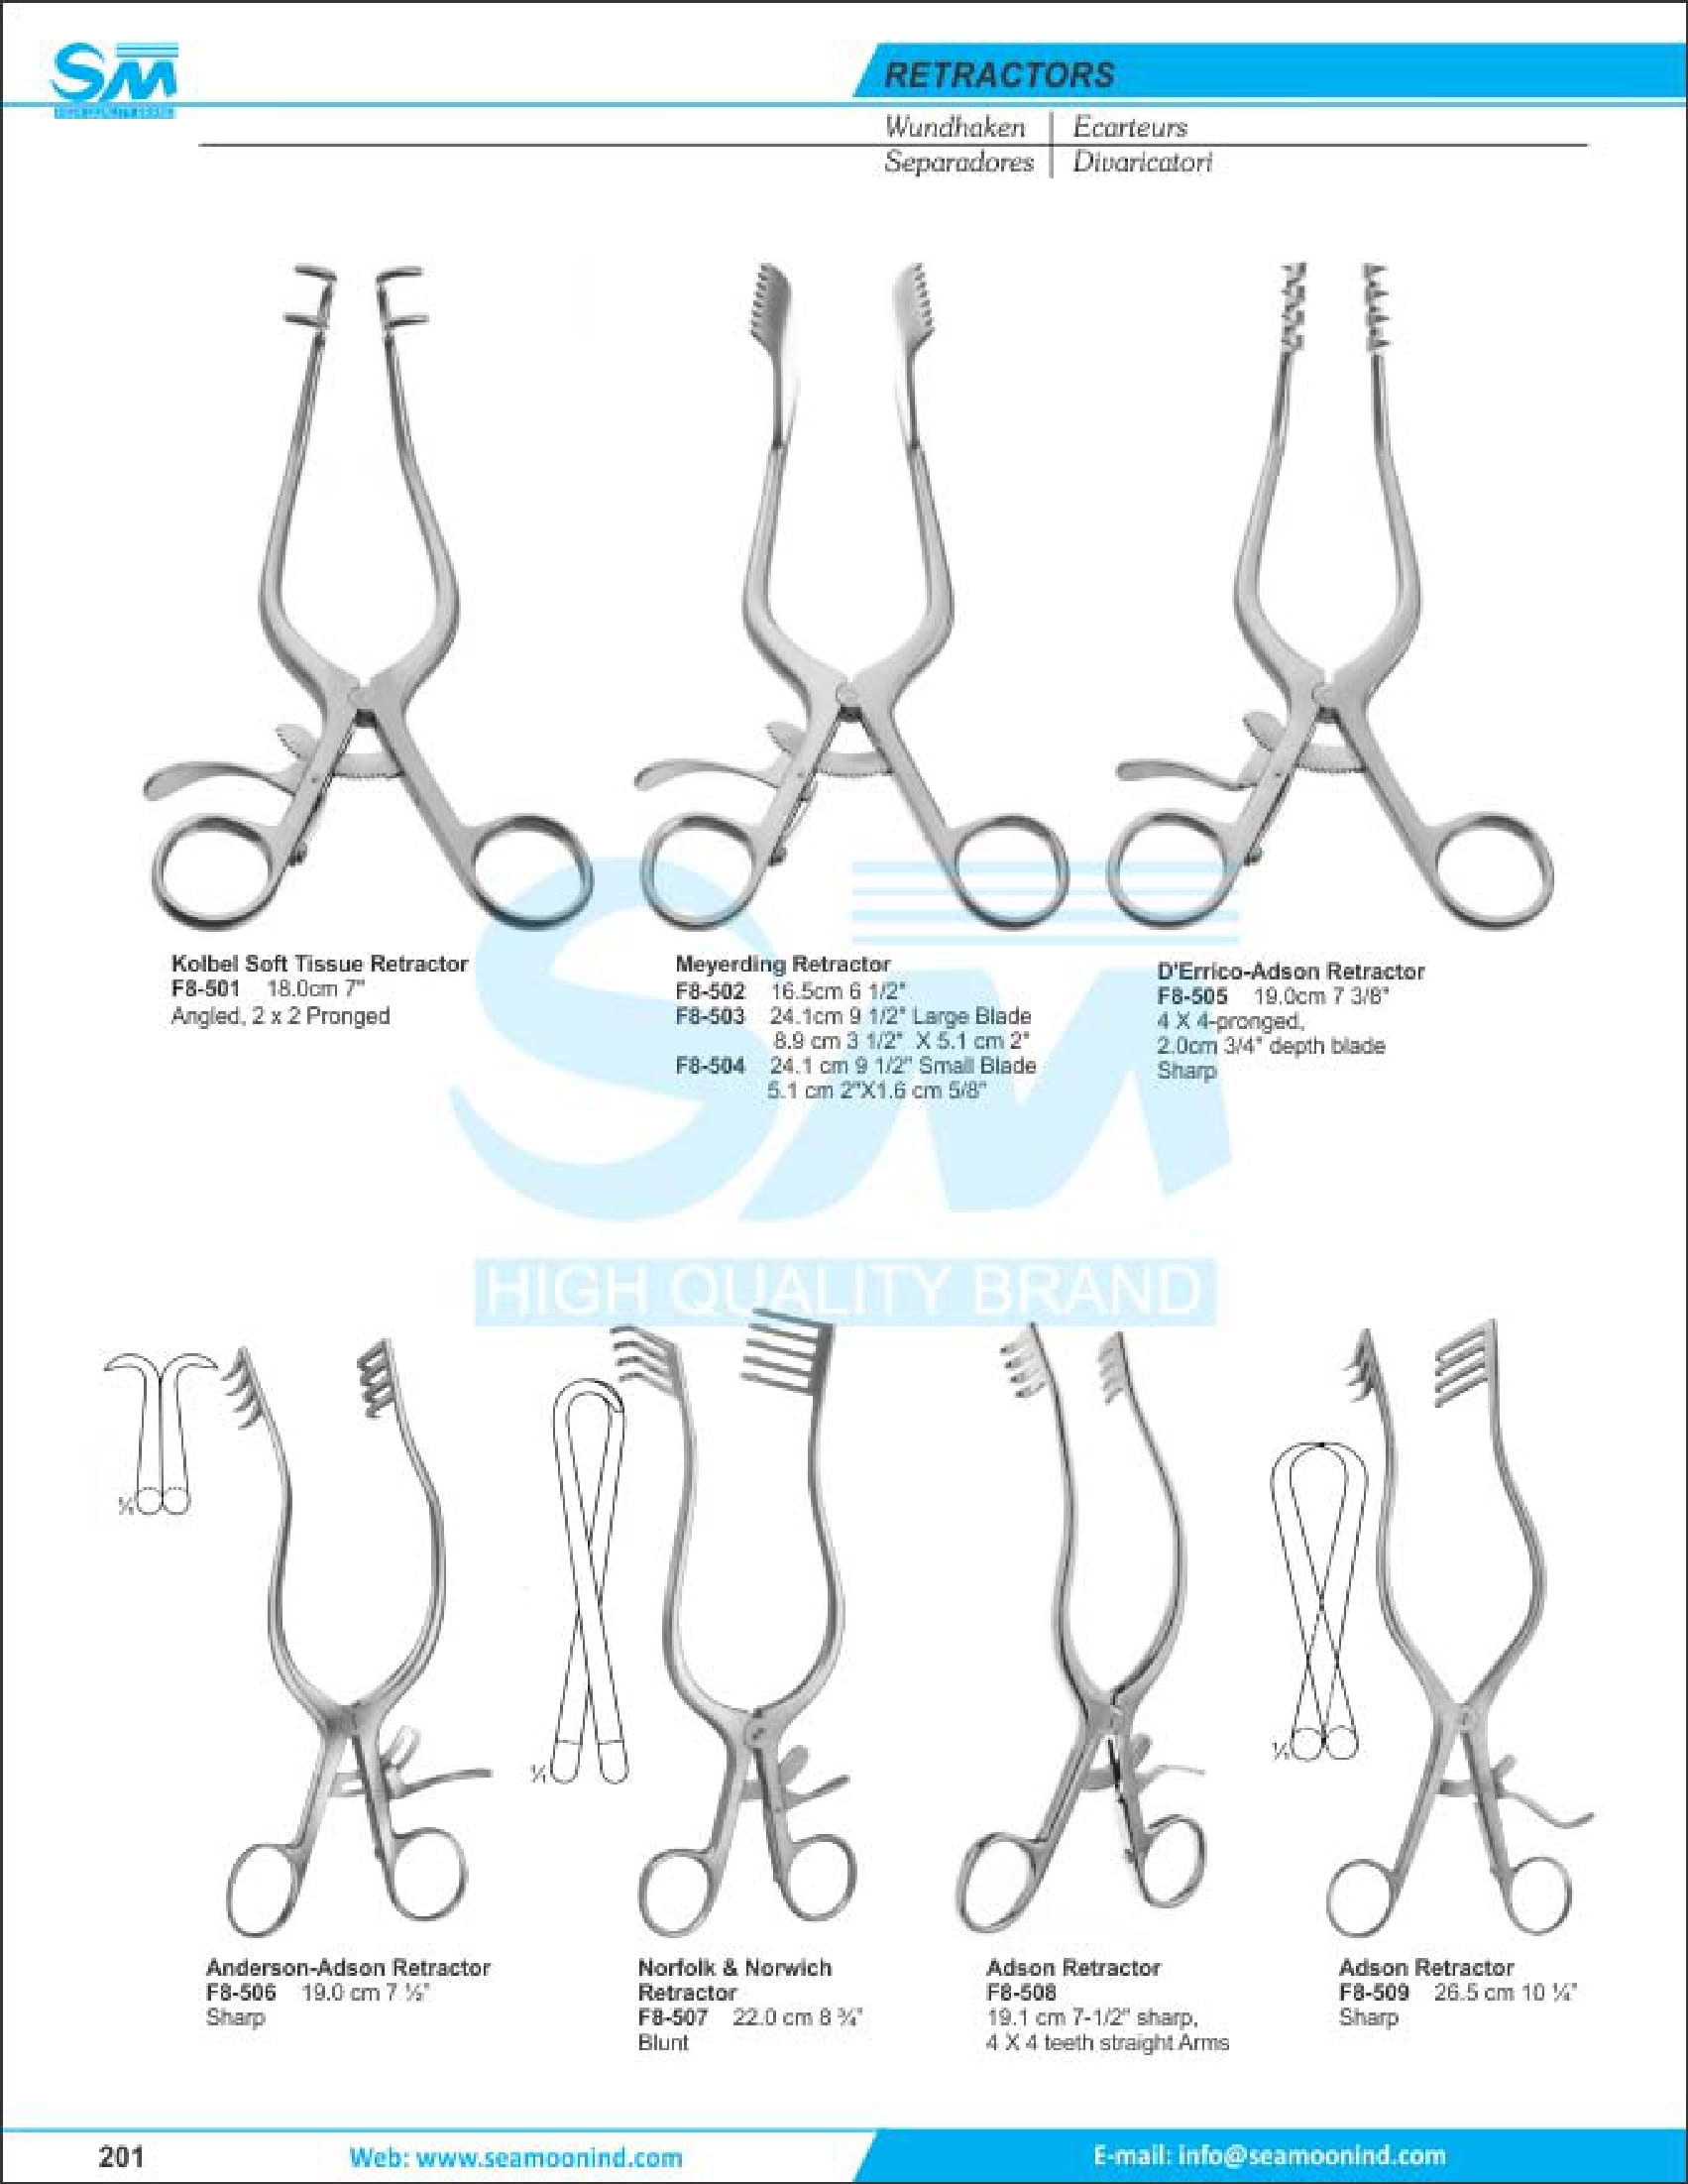 SM
RETRACTORS
Wundhaken
Ecarteurs
Separadores
Divaricatori
Kolbel Soft Tissue Retractor
F8-501 18.0cm 7"
Angled, 2 x 2 Pronged
Meyerding Retractor
F8-502 16.5cm 6 1/2"
F8-503 24.1cm 9 1/2" Large Blade
8.9 cm 3 1/2" X 5.1 cm 2"
F8-504 24.1 cm 9 1/2" Small Blade
5.1 cm 2"X1.6 cm 5/8"
D'Errico-Adson Retractor
F8-505 19.0cm 7 3/8"
4 X 4-pronged,
2.0cm 3/4" depth blade
Sharp
SM
HIGH QUALITY BRAND
Anderson-Adson Retractor
F8-506 19.0 cm 7 ½"
Sharp
Norfolk & Norwich
Retractor
F8-507 22.0 cm 8 ¾"
Blunt
Adson Retractor
F8-508
19.1 cm 7-1/2" sharp,
4 X 4 teeth straight Arms
Adson Retractor
F8-509 26.5 cm 10 ¼"
Sharp
201
Web: www.seamoonind.com
E-mail: info@seamoonind.com